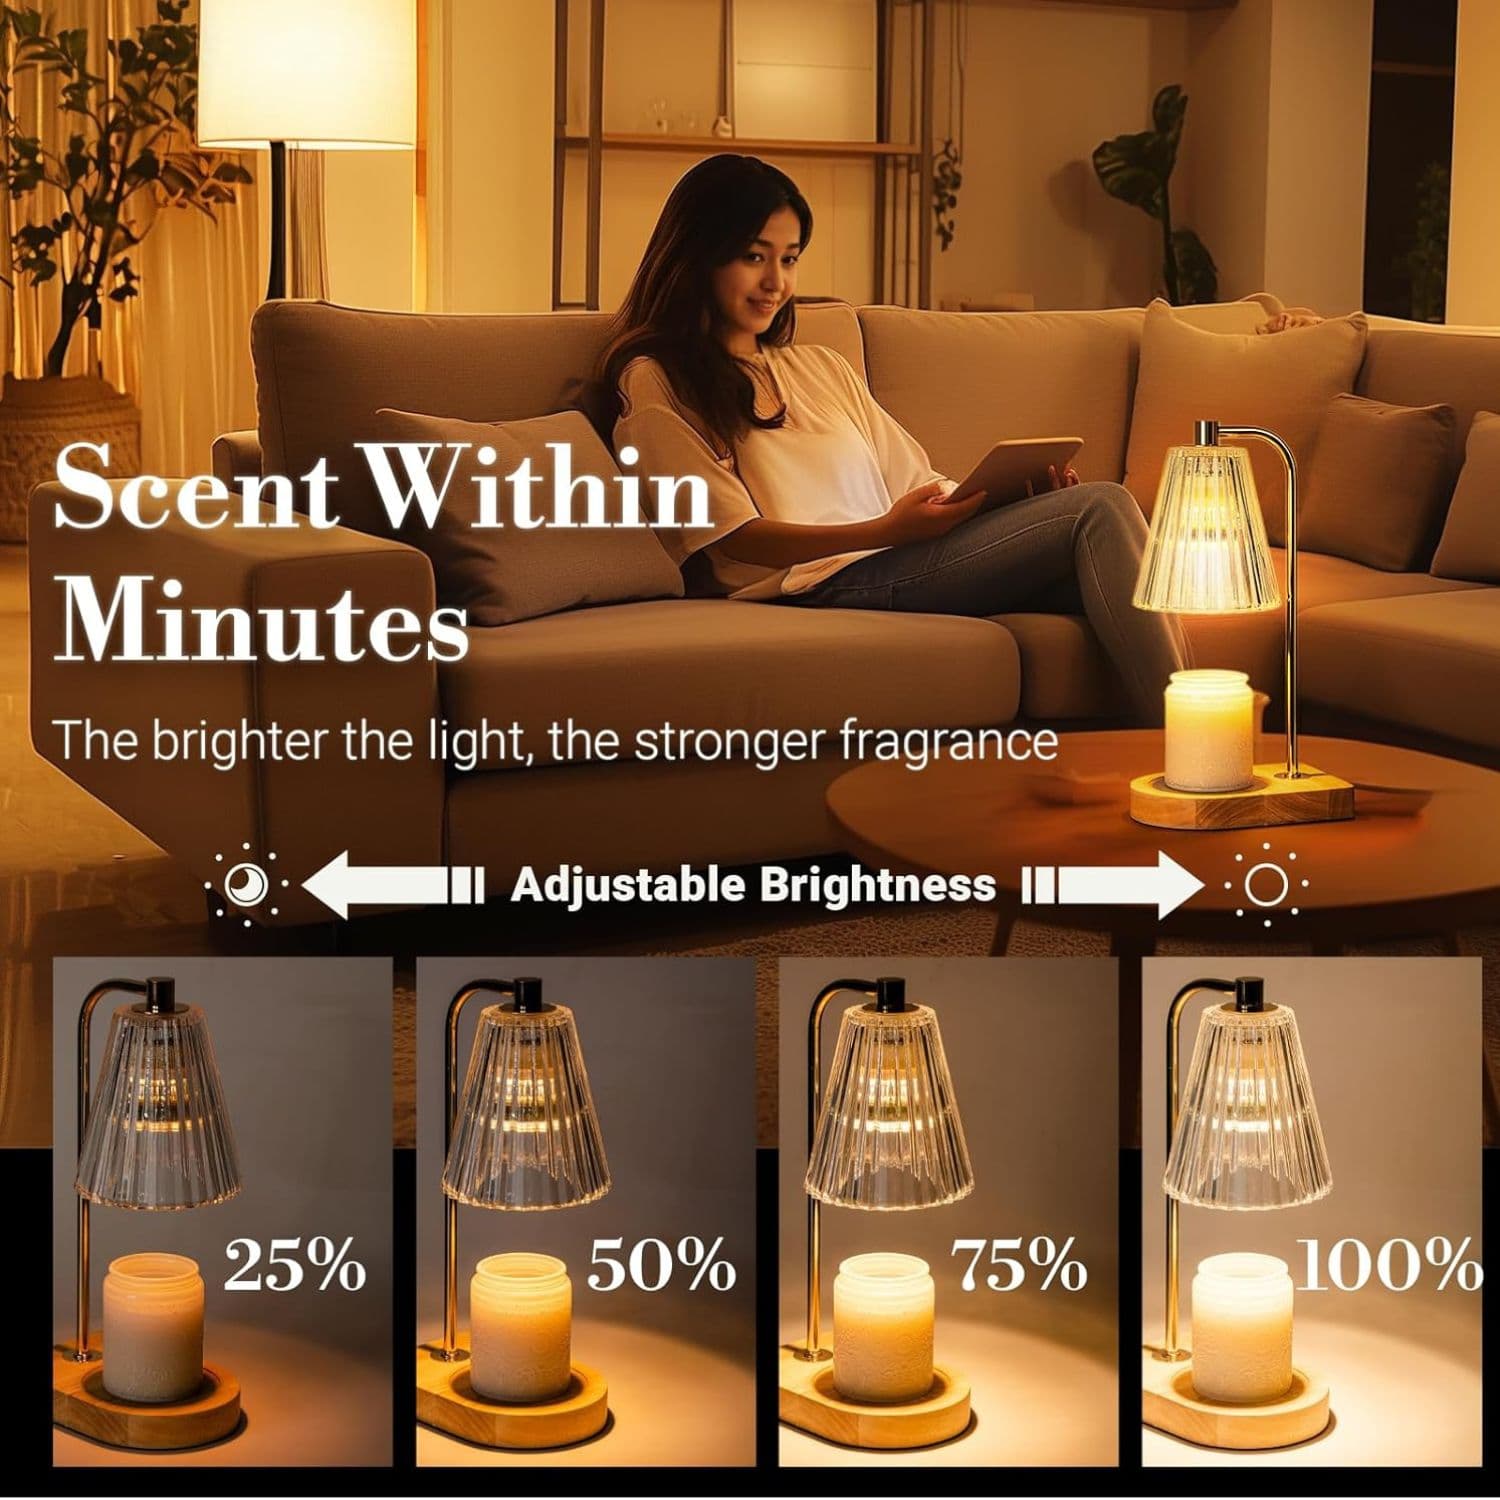 Scent Within
Minutes
The brighter the light, the stronger fragrance
Adjustable Brightness
25%
50%
75%
100%